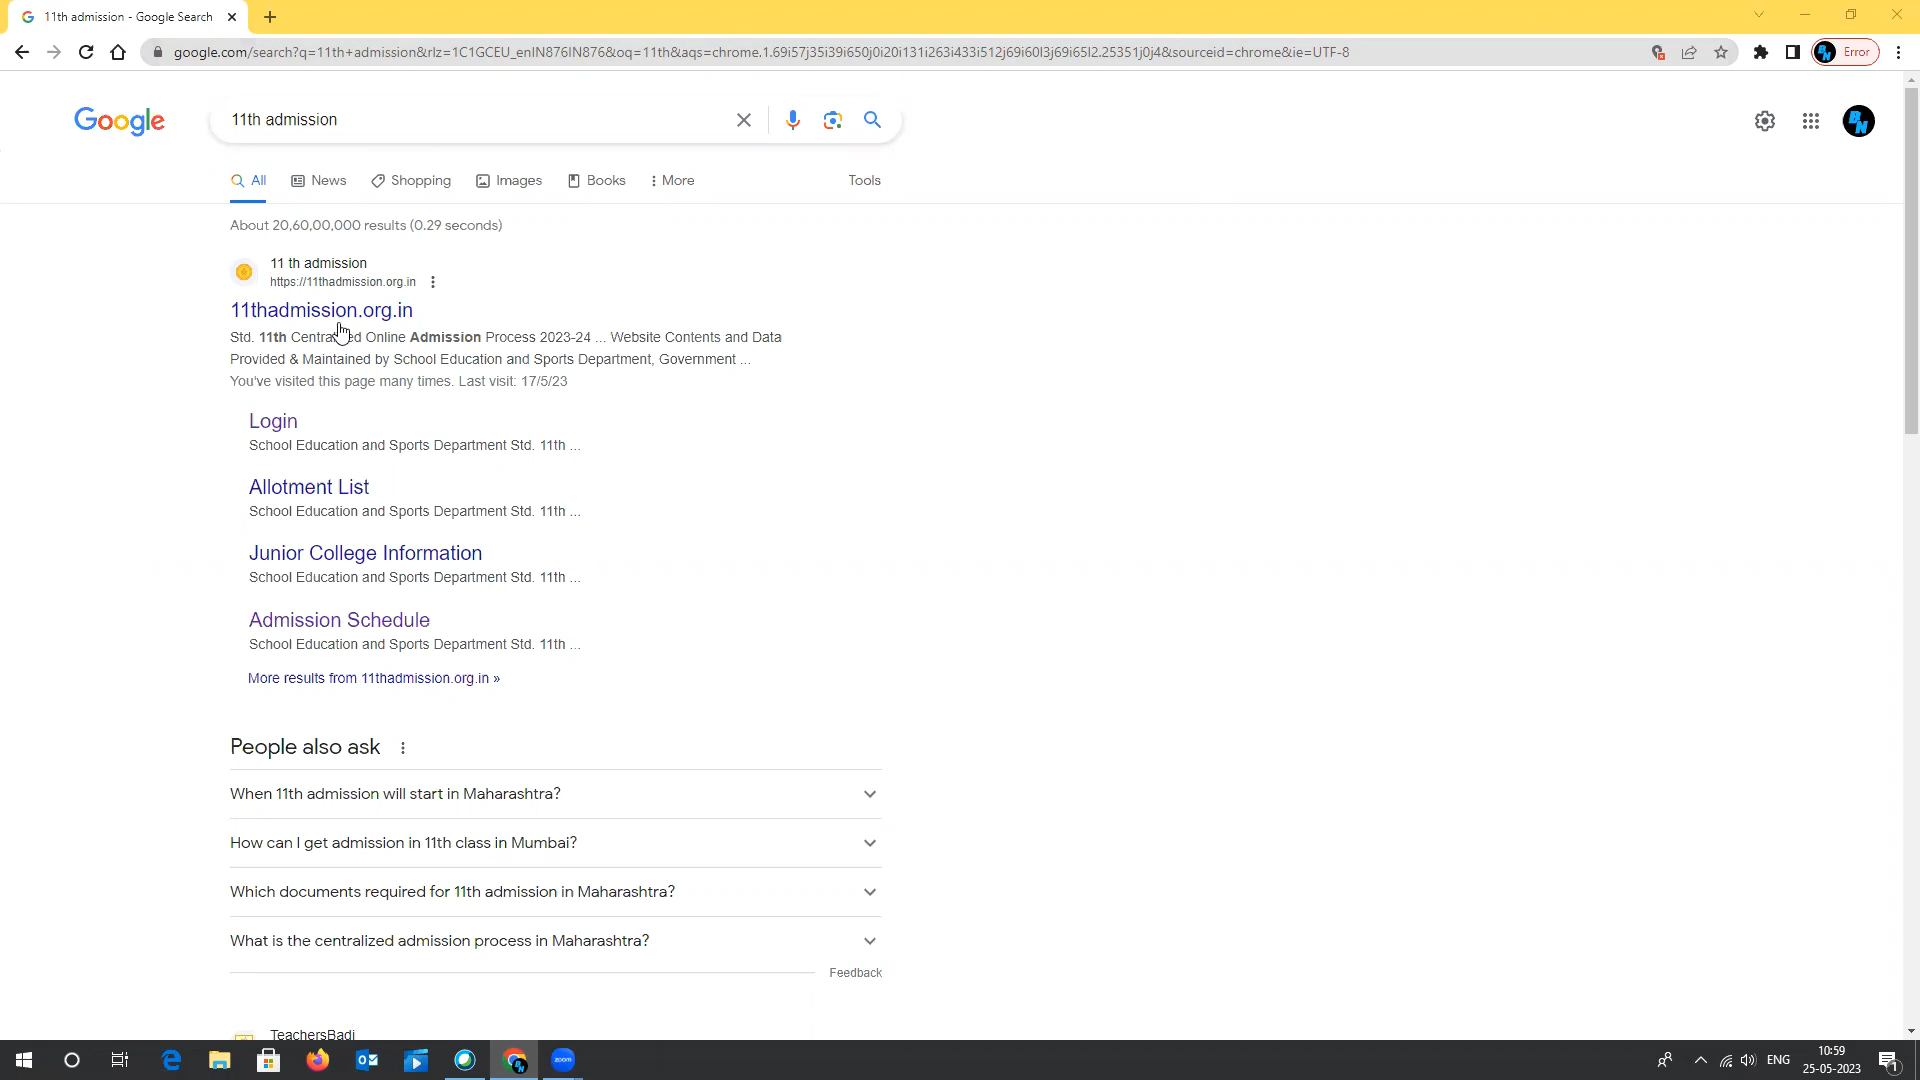 11th admission - Google Search
google.com/search?q=11th+admission&rlz=1C1GCEU_enIN876IN876&oq=11th&aqs=chrome.1.69i57j35i39i650j0i20i131i263i433i512j69i60l3j69i65l2.25351j0j4&sourceid=chrome&ie=UTF-8
Error
Google
11th admission
All
News
Shopping
Images
Books
More
Tools
About 20,60,00,000 results (0.29 seconds)
11 th admission
https://11thadmission.org.in
11thadmission.org.in
Std. 11th Centralized Online Admission Process 2023-24 ... Website Contents and Data
Provided & Maintained by School Education and Sports Department, Government ...
You've visited this page many times. Last visit: 17/5/23
Login
School Education and Sports Department Std. 11th ...
Allotment List
School Education and Sports Department Std. 11th ...
Junior College Information
School Education and Sports Department Std. 11th ...
Admission Schedule
School Education and Sports Department Std. 11th ...
More results from 11thadmission.org.in »
People also ask
When 11th admission will start in Maharashtra?
How can I get admission in 11th class in Mumbai?
Which documents required for 11th admission in Maharashtra?
What is the centralized admission process in Maharashtra?
Feedback
TeachersBadi
zoom
ENG
10:59
25-05-2023
1